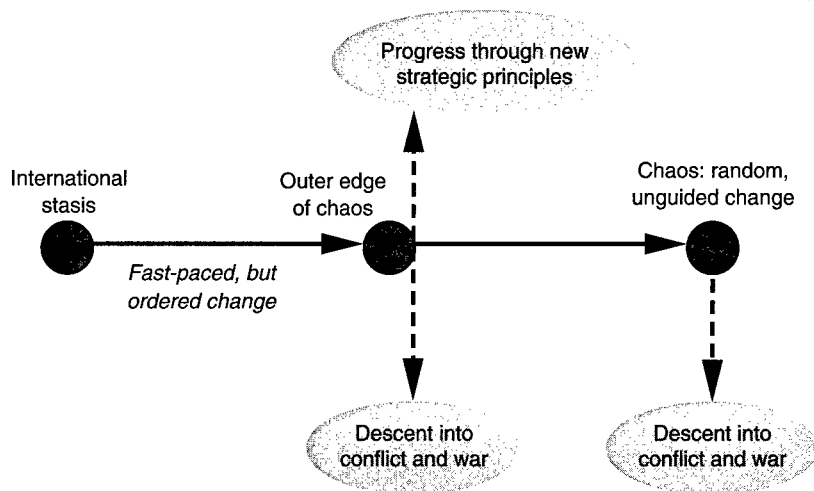 Progress through new
strategic principles
International
stasis
Outer edge
of chaos
Chaos: random,
unguided change
Fast-paced, but
ordered change
Descent into
conflict and war
Descent into
conflict and war